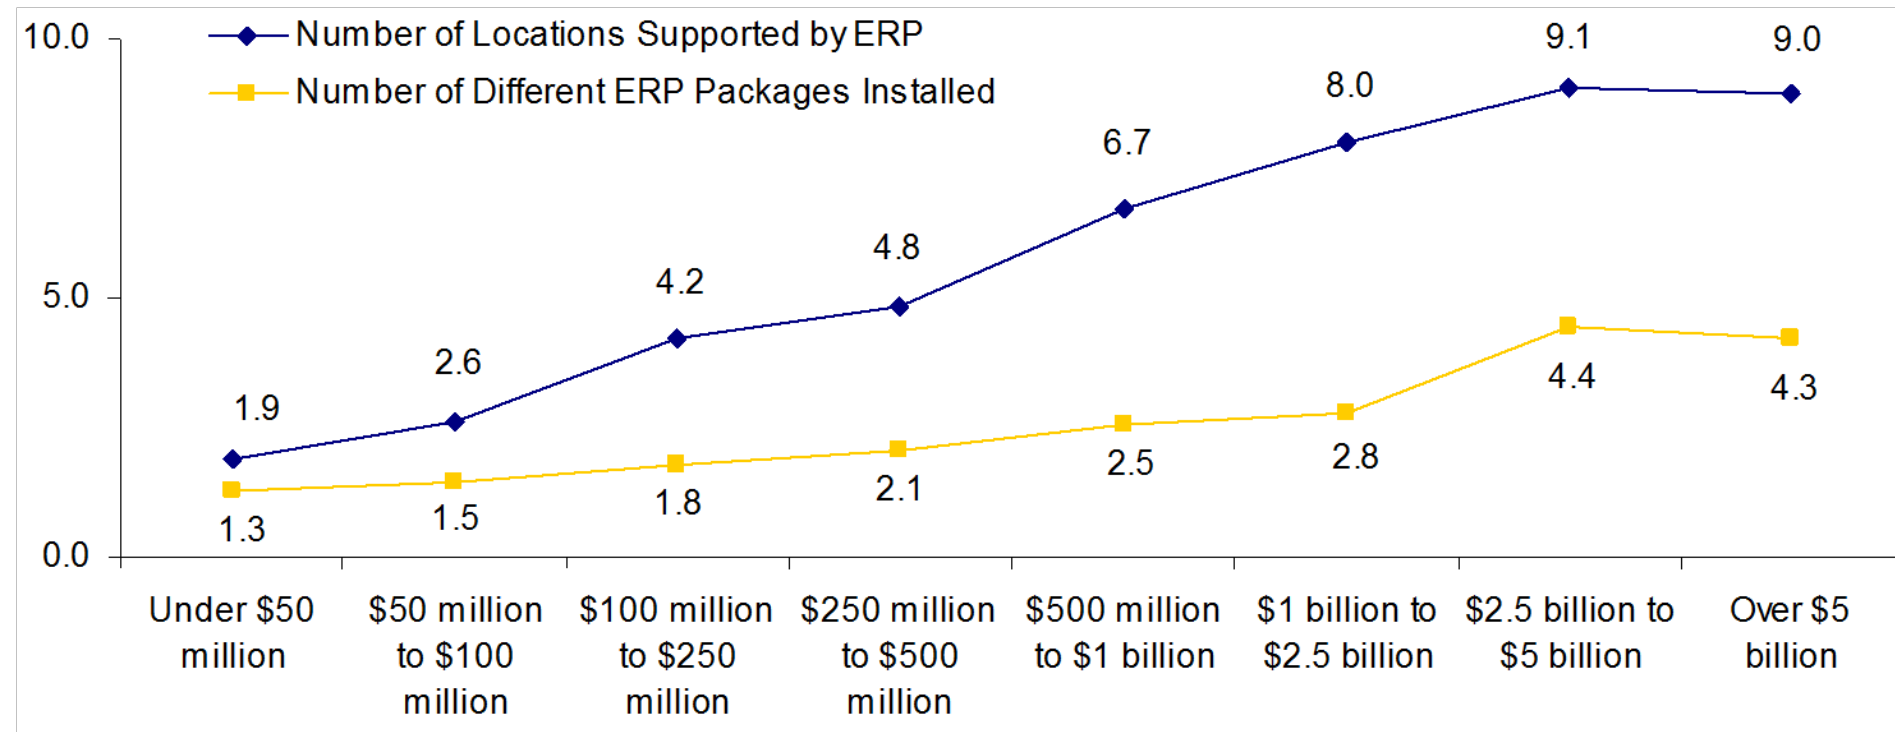 10.0
Number of Locations Supported by ERP
Number of Different ERP Packages Installed
9.1
9.0
8.0
6.7
5.0
4.8
4.2
2.6
1.9
4.4
4.3
2.8
2.5
2.1
1.8
1.5
1.3
0.0
Under $50
million
$50 million
to $100
million
$100 million
to $250
million
$250 million
to $500
million
$500 million
to $1 billion
$1 billion to
$2.5 billion
$2.5 billion to
$5 billion
Over $5
billion